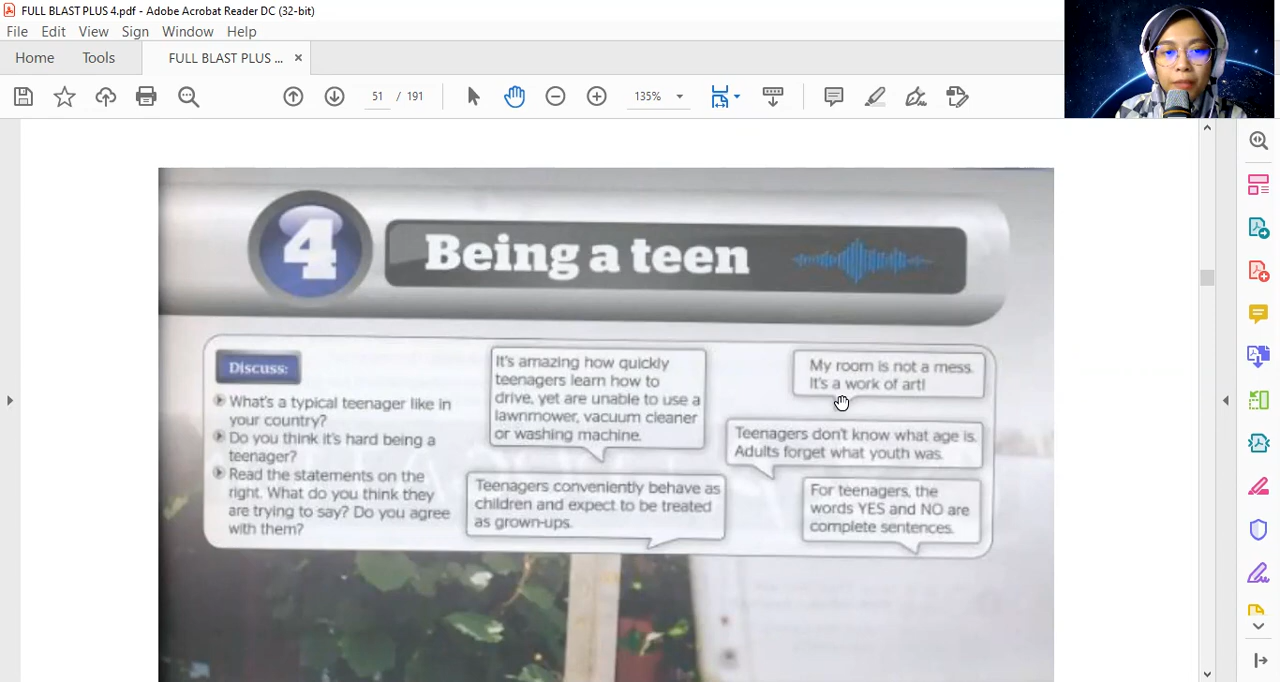 FULL BLAST PLUS 4.pdf - Adobe Acrobat Reader DC (32-bit)
File Edit View Sign Window Help
Home Tools FULL BLAST PLUS ... ×
51 / 191 135%
4
Being a teen
Discuss:
What's a typical teenager like in
your country?
Do you think it's hard being a
teenager?
Read the statements on the
right. What do you think they
are trying to say? Do you agree
with them?
It's amazing how quickly
teenagers learn how to
drive, yet are unable to use a
lawnmower, vacuum cleaner
or washing machine.
My room is not a mess.
It's a work of art!
Teenagers don't know what age is.
Adults forget what youth was.
Teenagers conveniently behave as
children and expect to be treated
as grown-ups.
For teenagers, the
words YES and NO are
complete sentences.